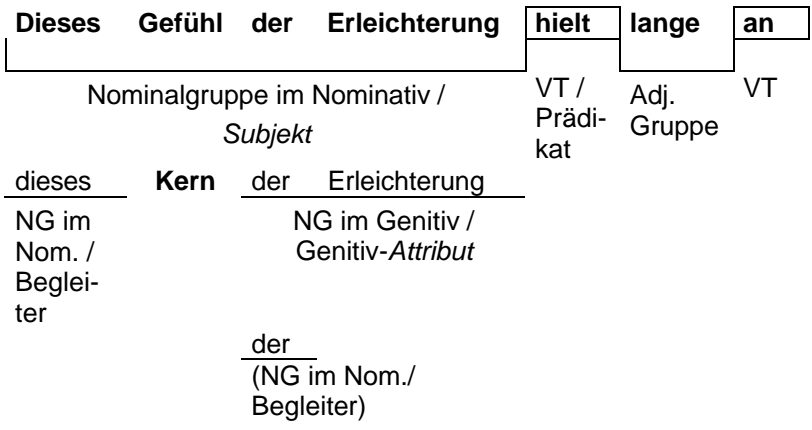 Dieses Gefühl der Erleichterung hielt lange an
Nominalgruppe im Nominativ /
Subjekt
VT /
Prädi-
kat
Adj.
Gruppe
VT
dieses Kern der Erleichterung
NG im
Nom. /
Beglei-
ter
NG im Genitiv /
Genitiv-Attribut
der
(NG im Nom./
Begleiter)